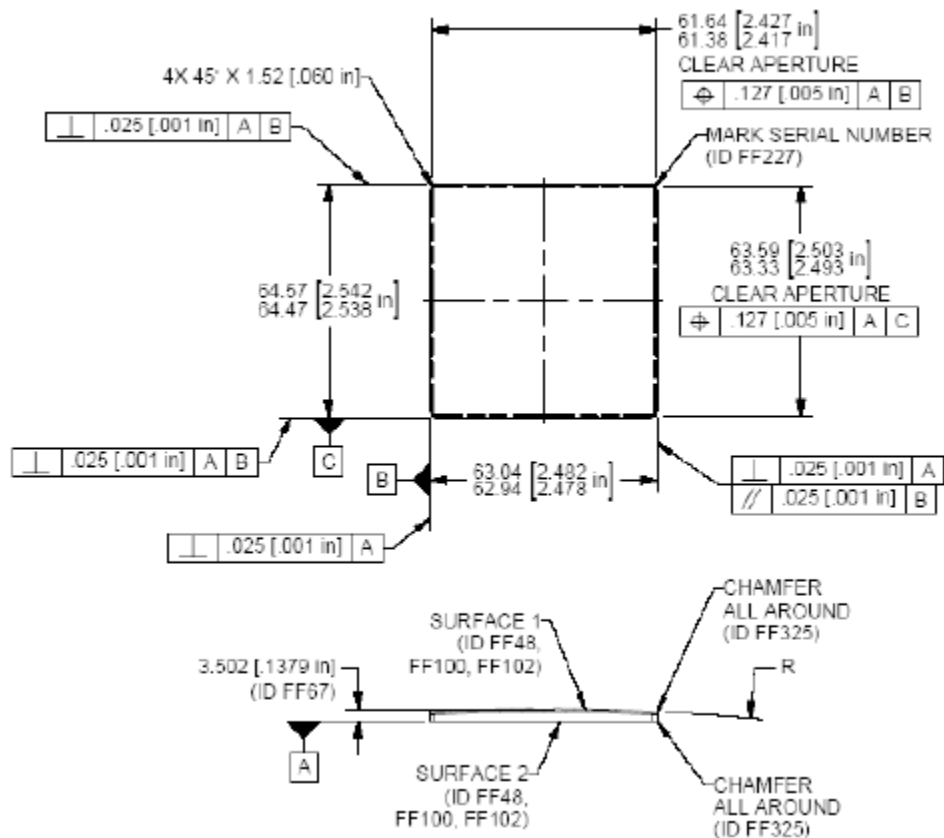 61.64 [2.427 in]
61.38 [2.417 in]
CLEAR APERTURE
⌖ .127 [.005 in] A B
4X 45° X 1.52 [.060 in]
⊥ .025 [.001 in] A B
MARK SERIAL NUMBER
(ID FF227)
64.57 [2.542 in]
64.47 [2.538 in]
63.59 [2.503 in]
63.33 [2.493 in]
CLEAR APERTURE
⌖ .127 [.005 in] A C
⊥ .025 [.001 in] A B
C
B
63.04 [2.482 in]
62.94 [2.478 in]
⊥ .025 [.001 in] A
// .025 [.001 in] B
⊥ .025 [.001 in] A
SURFACE 1
(ID FF48,
FF100, FF102)
CHAMFER
ALL AROUND
(ID FF325)
3.502 [.1379 in]
(ID FF67)
R
A
SURFACE 2
(ID FF48,
FF100, FF102)
CHAMFER
ALL AROUND
(ID FF325)